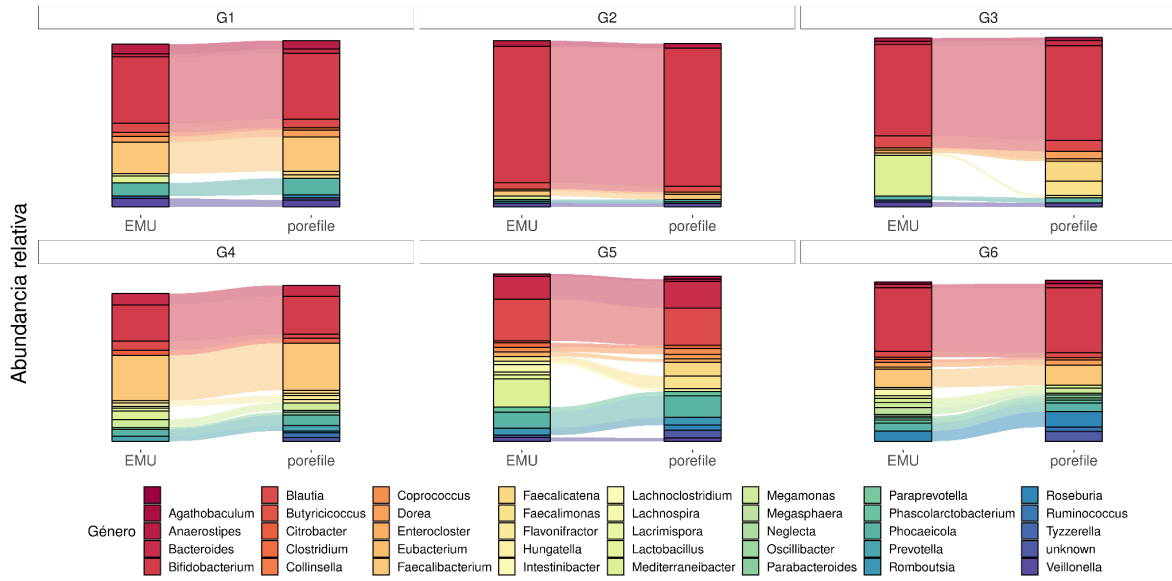 G1
G2
G3
EMU
porefile
EMU
porefile
EMU
porefile
G4
G5
G6
EMU
porefile
EMU
porefile
EMU
porefile
Abundancia relativa
Género
Agathobaculum
Anaerostipes
Bacteroides
Bifidobacterium
Blautia
Butyricicoccus
Citrobacter
Clostridium
Collinsella
Coprococcus
Dorea
Enterocloster
Eubacterium
Faecalibacterium
Faecalicatena
Faecalimonas
Flavonifractor
Hungatella
Intestinibacter
Lachnoclostridium
Lachnospira
Lacrimispora
Lactobacillus
Mediterraneibacter
Megamonas
Megasphaera
Neglecta
Oscillibacter
Parabacteroides
Paraprevotella
Phascolarctobacterium
Phocaeicola
Prevotella
Romboutsia
Roseburia
Ruminococcus
Tyzzerella
unknown
Veillonella